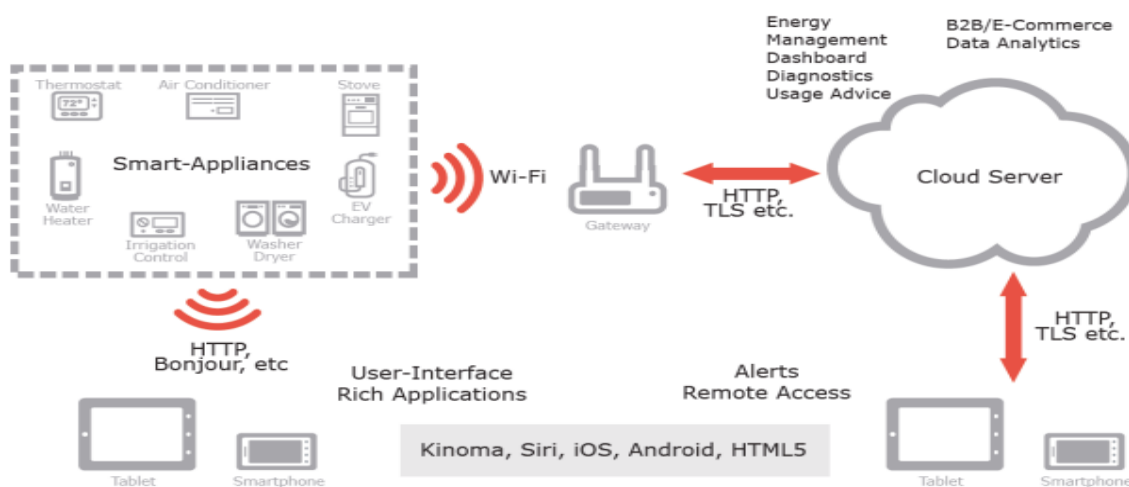 Energy
Management
Dashboard
Diagnostics
Usage Advice
B2B/E-Commerce
Data Analytics
Thermostat
Air Conditioner
Stove
72°
Smart-Appliances
Water
Heater
Irrigation
Control
Washer
Dryer
EV
Charger
Wi-Fi
Gateway
HTTP,
TLS etc.
Cloud Server
HTTP,
Bonjour, etc
HTTP,
TLS etc.
User-Interface
Rich Applications
Alerts
Remote Access
Kinoma, Siri, iOS, Android, HTML5
Tablet
Smartphone
Tablet
Smartphone